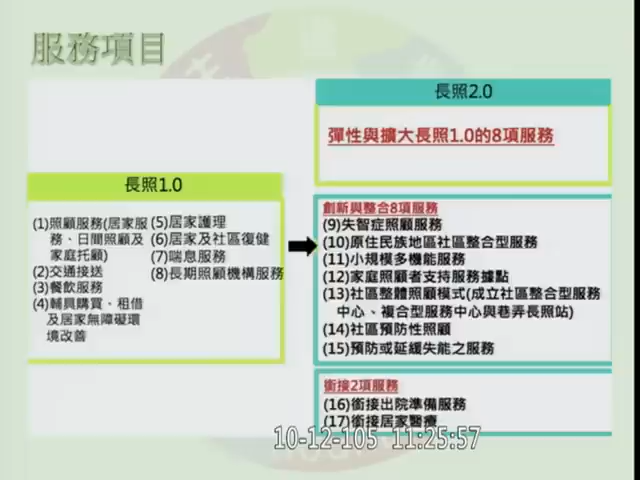 服務項目
長照2.0
彈性與擴大長照1.0的8項服務
長照1.0
(1)照顧服務(居家服
務、日間照顧及
家庭托顧)
(2)交通接送
(3)餐飲服務
(4)輔具購買、租借
及居家無障礙環
境改善
(5)居家護理
(6)居家及社區復健
(7)喘息服務
(8)長期照顧機構服務
創新與整合8項服務
(9)失智症照顧服務
(10)原住民族地區社區整合型服務
(11)小規模多機能服務
(12)家庭照顧者支持服務據點
(13)社區整體照顧模式(成立社區整合型服務
中心、複合型服務中心與巷弄長照站)
(14)社區預防性照顧
(15)預防或延緩失能之服務
銜接2項服務
(16)銜接出院準備服務
(17)銜接居家醫療
10-12-105 11:25:57